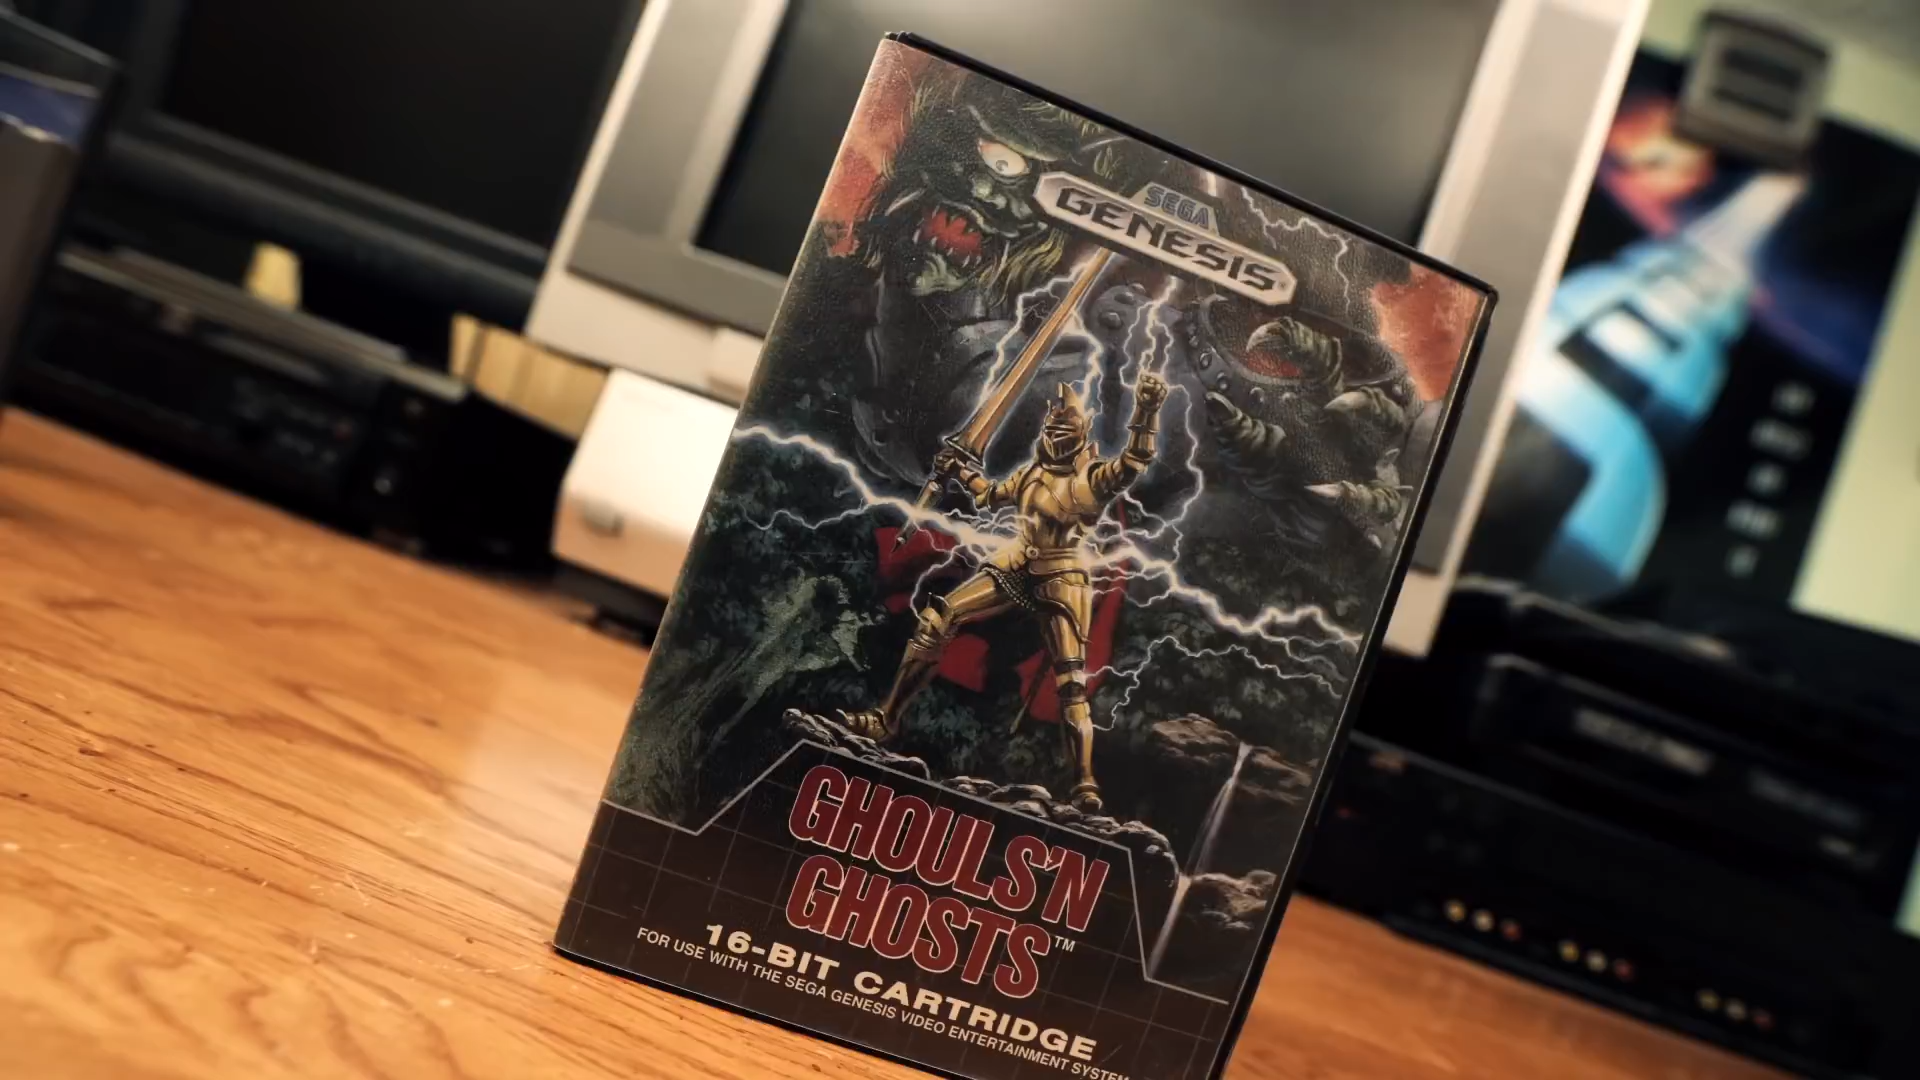 SEGA
GENESIS
GHOULS'N
GHOSTS™
16-BIT CARTRIDGE
FOR USE WITH THE SEGA GENESIS VIDEO ENTERTAINMENT SYSTEM